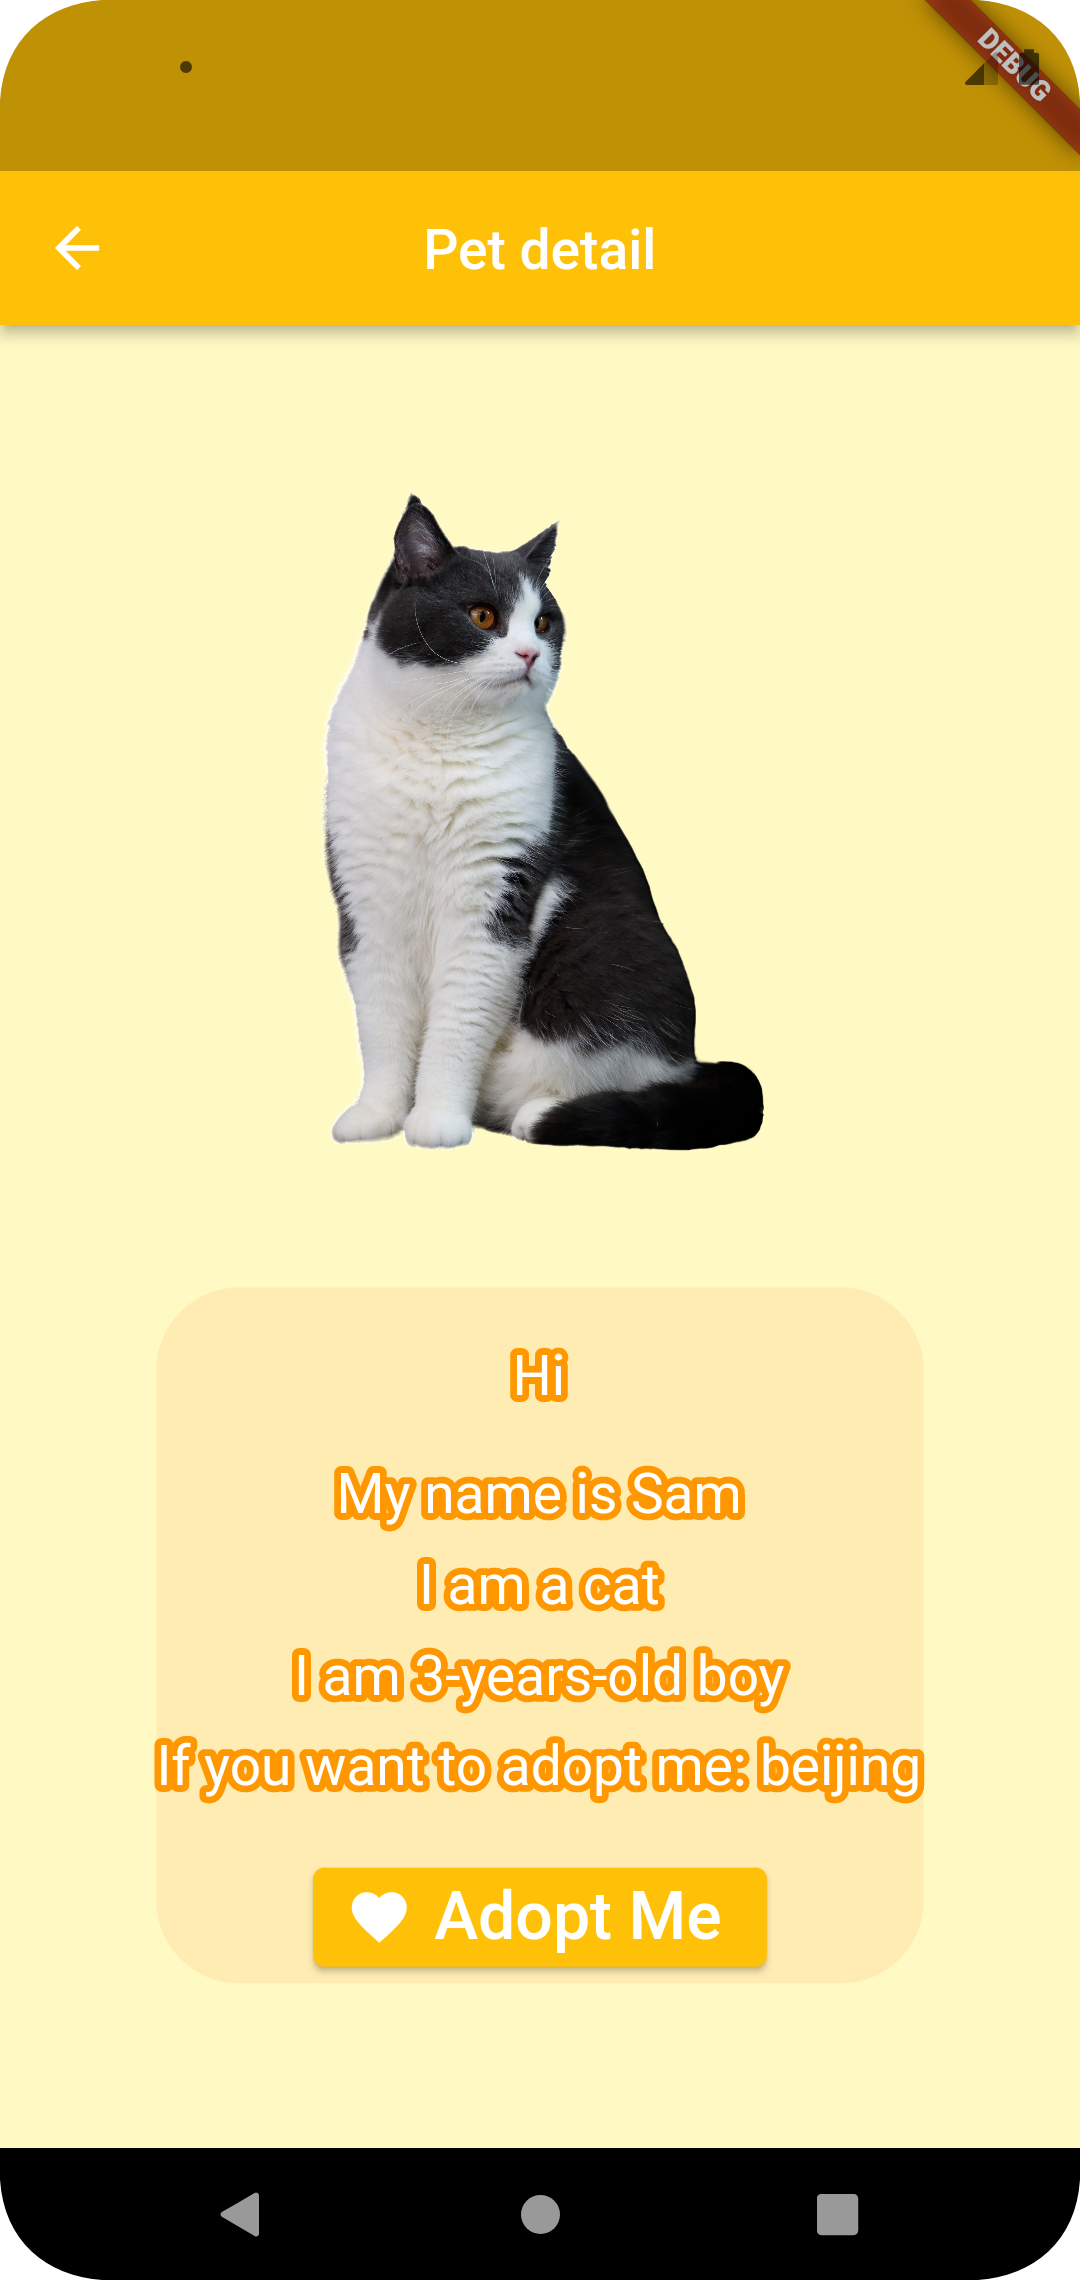 DEBUG
Pet detail
Hi
My name is Sam
I am a cat
I am 3-years-old boy
If you want to adopt me: beijing
Adopt Me